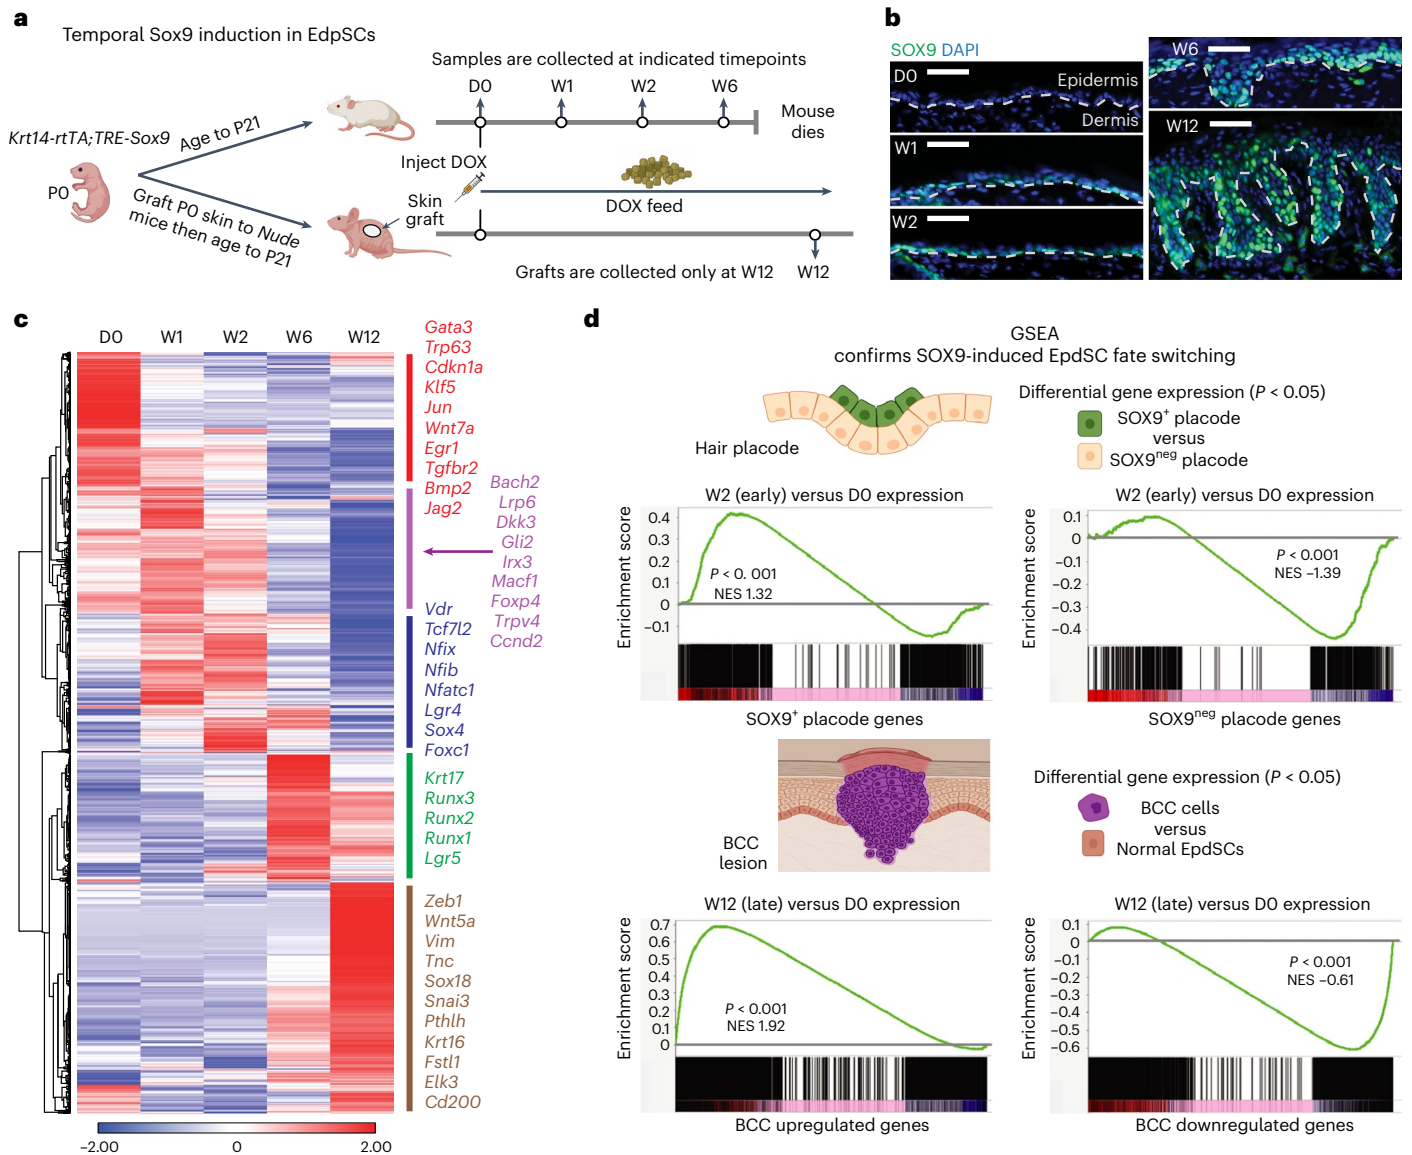 a
Temporal Sox9 induction in EdpSCs
Krt14-rtTA;TRE-Sox9
P0
Age to P21
Graft P0 skin to Nude
mice then age to P21
Samples are collected at indicated timepoints
D0 W1 W2 W6
Mouse
dies
Inject DOX
Skin
graft
DOX feed
Grafts are collected only at W12 W12
b
SOX9 DAPI
D0
Epidermis
Dermis
W1
W2
W6
W12
c
D0 W1 W2 W6 W12
Gata3
Trp63
Cdkn1a
Klf5
Jun
Wnt7a
Egr1
Tgfbr2
Bmp2
Jag2
Bach2
Lrp6
Dkk3
Gli2
Irx3
Macf1
Foxp4
Trpv4
Ccnd2
Vdr
Tcf7l2
Nfix
Nfib
Nfatc1
Lgr4
Sox4
Foxc1
Krt17
Runx3
Runx2
Runx1
Lgr5
Zeb1
Wnt5a
Vim
Tnc
Sox18
Snai3
Pthlh
Krt16
Fstl1
Elk3
Cd200
−2.00 0 2.00
d
GSEA
confirms SOX9-induced EpdSC fate switching
Hair placode
Differential gene expression (P < 0.05)
SOX9+ placode
versus
SOX9neg placode
W2 (early) versus D0 expression
Enrichment score
0.4
0.3
0.2
0.1
0
−0.1
P < 0. 001
NES 1.32
SOX9+ placode genes
W2 (early) versus D0 expression
Enrichment score
0.1
0
−0.1
−0.2
−0.3
−0.4
P < 0.001
NES −1.39
SOX9neg placode genes
BCC
lesion
Differential gene expression (P < 0.05)
BCC cells
versus
Normal EpdSCs
W12 (late) versus D0 expression
Enrichment score
0.7
0.6
0.5
0.4
0.3
0.2
0.1
0
P < 0.001
NES 1.92
BCC upregulated genes
W12 (late) versus D0 expression
Enrichment score
0.1
0
−0.1
−0.2
−0.3
−0.4
−0.5
−0.6
P < 0.001
NES −0.61
BCC downregulated genes